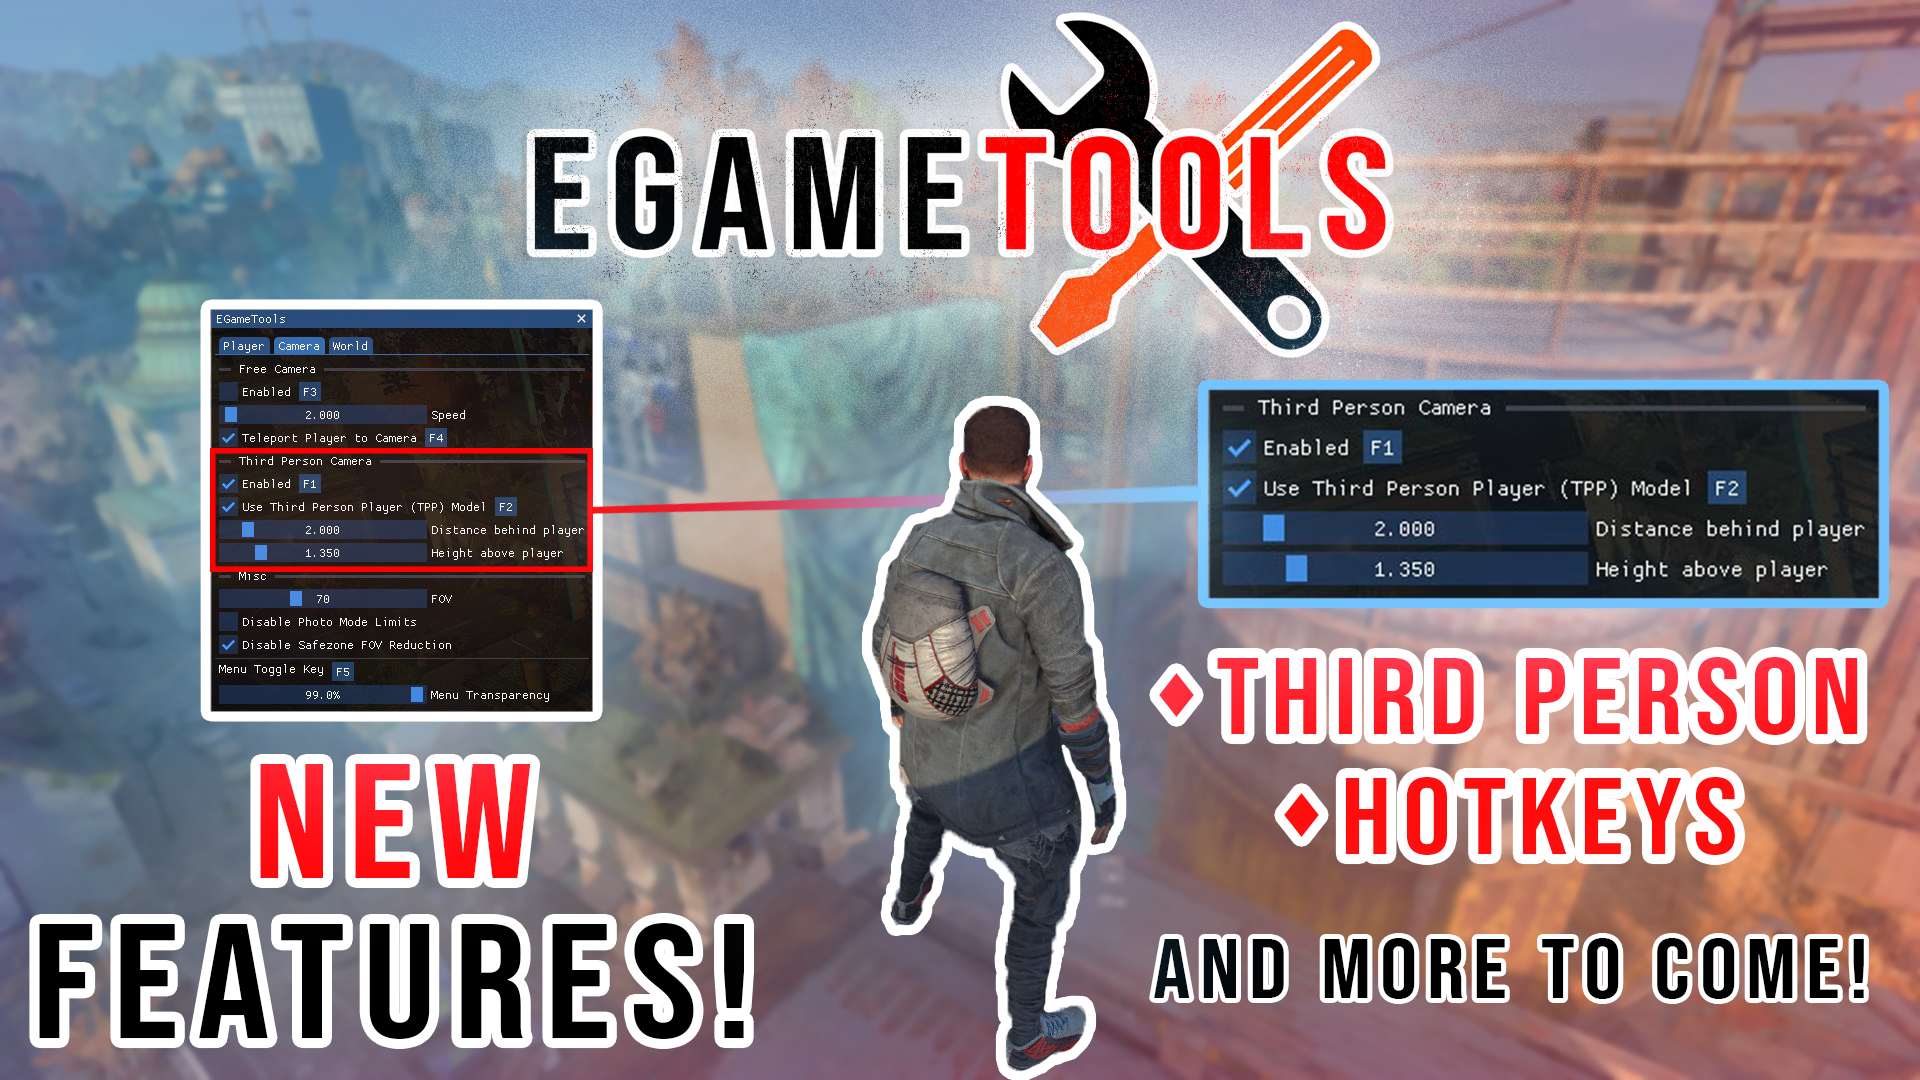 EGAMETOOLS
EGameTools
Player Camera World
Free Camera
Enabled F3
2.000 Speed
Teleport Player to Camera F4
Third Person Camera
Enabled F1
Use Third Person Player (TPP) Model F2
2.000 Distance behind player
1.350 Height above player
Misc
70 FOV
Disable Photo Mode Limits
Disable Safezone FOV Reduction
Menu Toggle Key F5
99.0% Menu Transparency
NEW
FEATURES!
Third Person Camera
Enabled F1
Use Third Person Player (TPP) Model F2
2.000 Distance behind player
1.350 Height above player
♦THIRD PERSON
♦HOTKEYS
AND MORE TO COME!